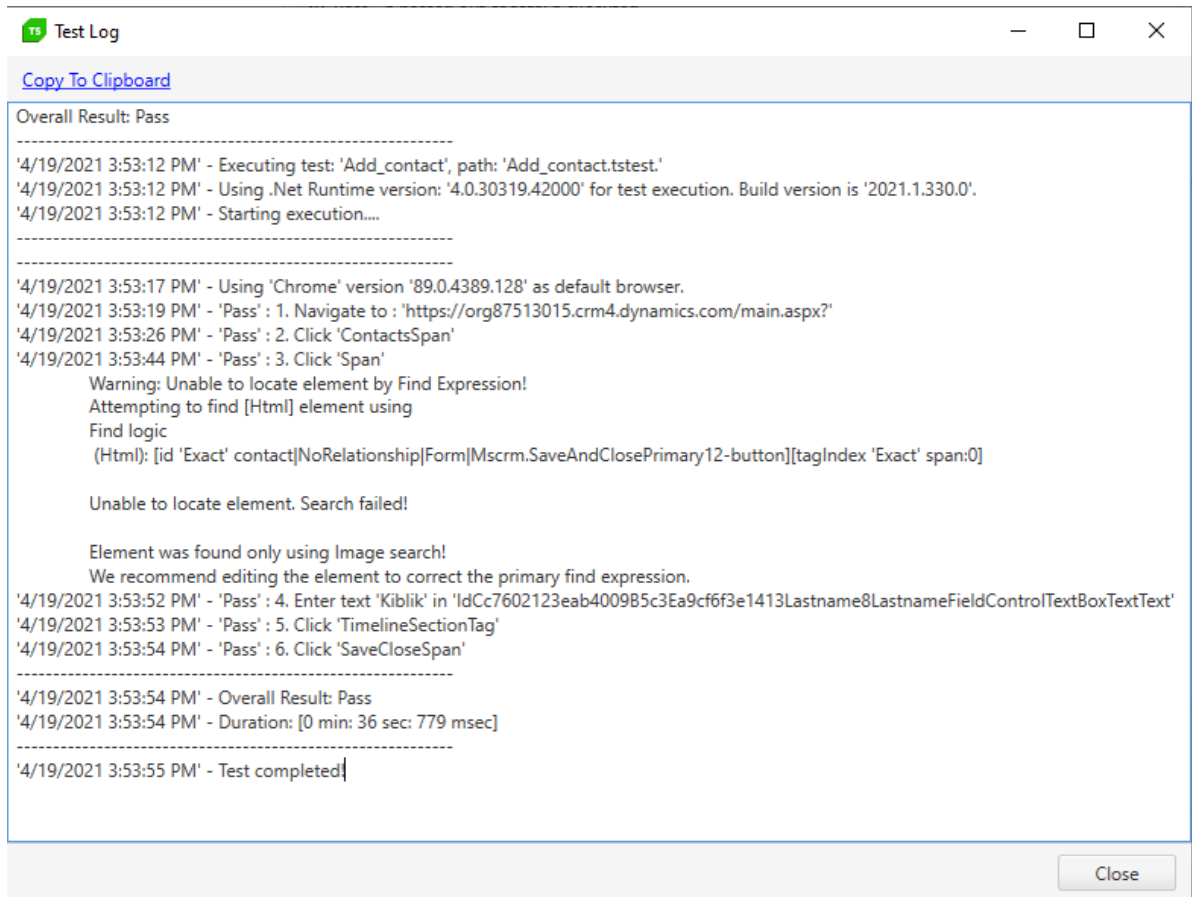 TS Test Log
Copy To Clipboard
Overall Result: Pass
------------------------------------------------------------
'4/19/2021 3:53:12 PM' - Executing test: 'Add_contact', path: 'Add_contact.tstest.'
'4/19/2021 3:53:12 PM' - Using .Net Runtime version: '4.0.30319.42000' for test execution. Build version is '2021.1.330.0'.
'4/19/2021 3:53:12 PM' - Starting execution....
------------------------------------------------------------
------------------------------------------------------------
'4/19/2021 3:53:17 PM' - Using 'Chrome' version '89.0.4389.128' as default browser.
'4/19/2021 3:53:19 PM' - 'Pass' : 1. Navigate to : 'https://org87513015.crm4.dynamics.com/main.aspx?'
'4/19/2021 3:53:26 PM' - 'Pass' : 2. Click 'ContactsSpan'
'4/19/2021 3:53:44 PM' - 'Pass' : 3. Click 'Span'
Warning: Unable to locate element by Find Expression!
Attempting to find [Html] element using
Find logic
(Html): [id 'Exact' contact|NoRelationship|Form|Mscrm.SaveAndClosePrimary12-button][tagIndex 'Exact' span:0]
Unable to locate element. Search failed!
Element was found only using Image search!
We recommend editing the element to correct the primary find expression.
'4/19/2021 3:53:52 PM' - 'Pass' : 4. Enter text 'Kiblik' in 'IdCc7602123eab4009B5c3Ea9cf6f3e1413Lastname8LastnameFieldControlTextBoxTextText'
'4/19/2021 3:53:53 PM' - 'Pass' : 5. Click 'TimelineSectionTag'
'4/19/2021 3:53:54 PM' - 'Pass' : 6. Click 'SaveCloseSpan'
------------------------------------------------------------
'4/19/2021 3:53:54 PM' - Overall Result: Pass
'4/19/2021 3:53:54 PM' - Duration: [0 min: 36 sec: 779 msec]
------------------------------------------------------------
'4/19/2021 3:53:55 PM' - Test completed!
Close